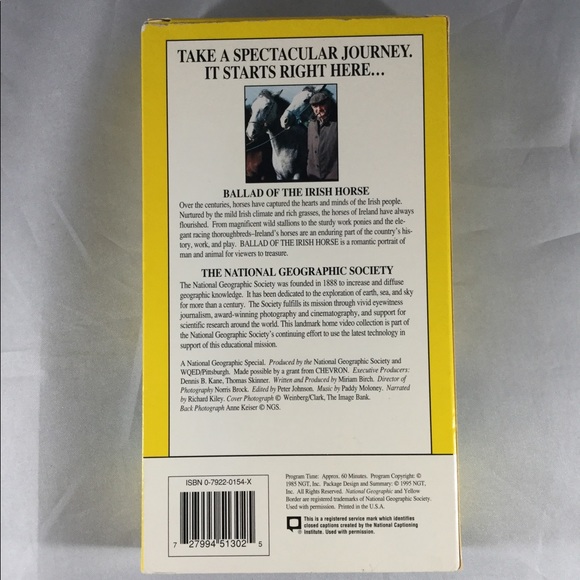 TAKE A SPECTACULAR JOURNEY.
IT STARTS RIGHT HERE...
BALLAD OF THE IRISH HORSE
Over the centuries, horses have captured the hearts and minds of the Irish people.
Nurtured by the mild Irish climate and rich grasses, the horses of Ireland have always
flourished. From magnificent wild stallions to the sturdy work ponies and the ele-
gant racing thoroughbreds–Ireland's horses are an enduring part of the country's his-
tory, work, and play. BALLAD OF THE IRISH HORSE is a romantic portrait of
man and animal for viewers to treasure.
THE NATIONAL GEOGRAPHIC SOCIETY
The National Geographic Society was founded in 1888 to increase and diffuse
geographic knowledge. It has been dedicated to the exploration of earth, sea, and sky
for more than a century. The Society fulfills its mission through vivid eyewitness
journalism, award-winning photography and cinematography, and support for
scientific research around the world. This landmark home video collection is part of
the National Geographic Society's continuing effort to use the latest technology in
support of this educational mission.
A National Geographic Special. Produced by the National Geographic Society and
WQED/Pittsburgh. Made possible by a grant from CHEVRON. Executive Producers:
Dennis B. Kane, Thomas Skinner. Written and Produced by Miriam Birch. Director of
Photography Norris Brock. Edited by Peter Johnson. Music by Paddy Moloney. Narrated
by Richard Kiley. Cover Photograph © Weinberg/Clark, The Image Bank.
Back Photograph Anne Keiser © NGS.
ISBN 0-7922-0154-X
7 27994 51302 5
Program Time: Approx. 60 Minutes. Program Copyright: ©
1985 NGT, Inc. Package Design and Summary: © 1995 NGT,
Inc. All Rights Reserved. National Geographic and Yellow
Border are registered trademarks of National Geographic Society.
Used with permission. Printed in the U.S.A.
This is a registered service mark which identifies
closed captions created by the National Captioning
Institute. Used with permission.